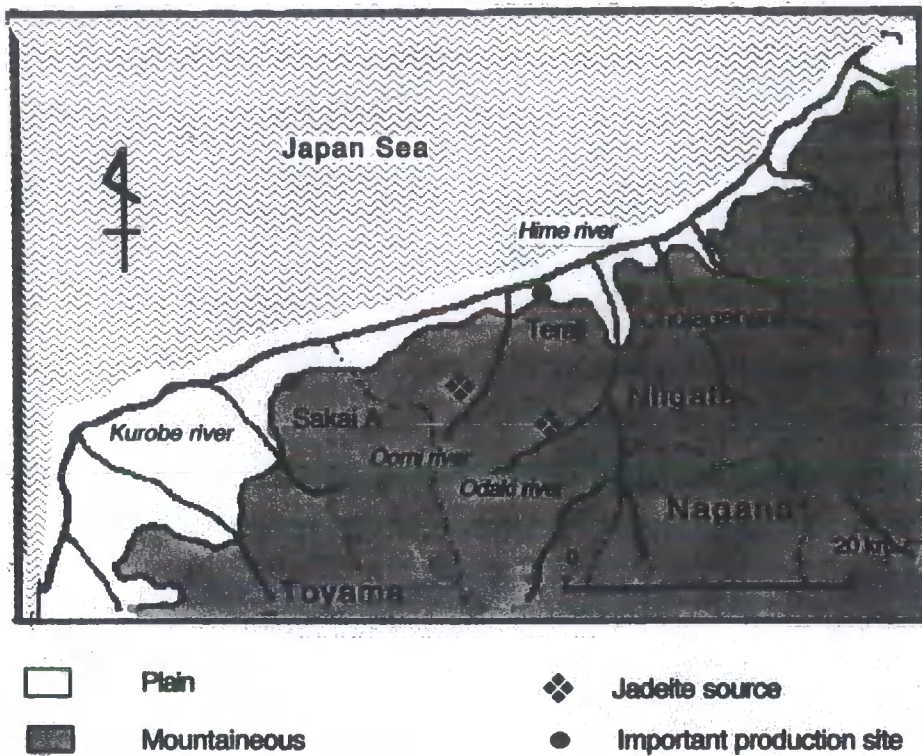 Japan Sea
Hime river
Terai
Niigata
Sakai A
Kurobe river
Oomi river
Odaki river
Nagano
0
20 km
Toyama
Plain
Jadeite source
Mountaineous
Important production site